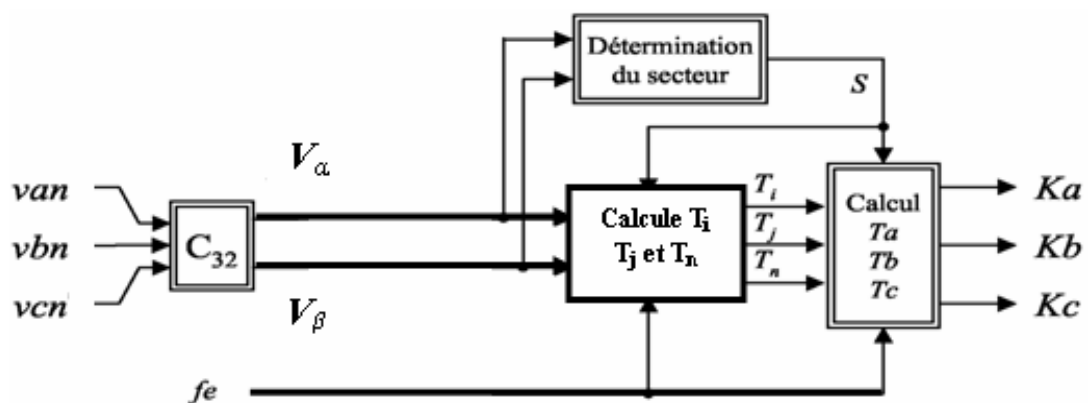 Détermination
du secteur
S
Vα
van
vbn
vcn
C32
Vβ
Calcule Ti
Tj et Tn
Ti
Tj
Tn
Calcul
Ta
Tb
Tc
Ka
Kb
Kc
fe